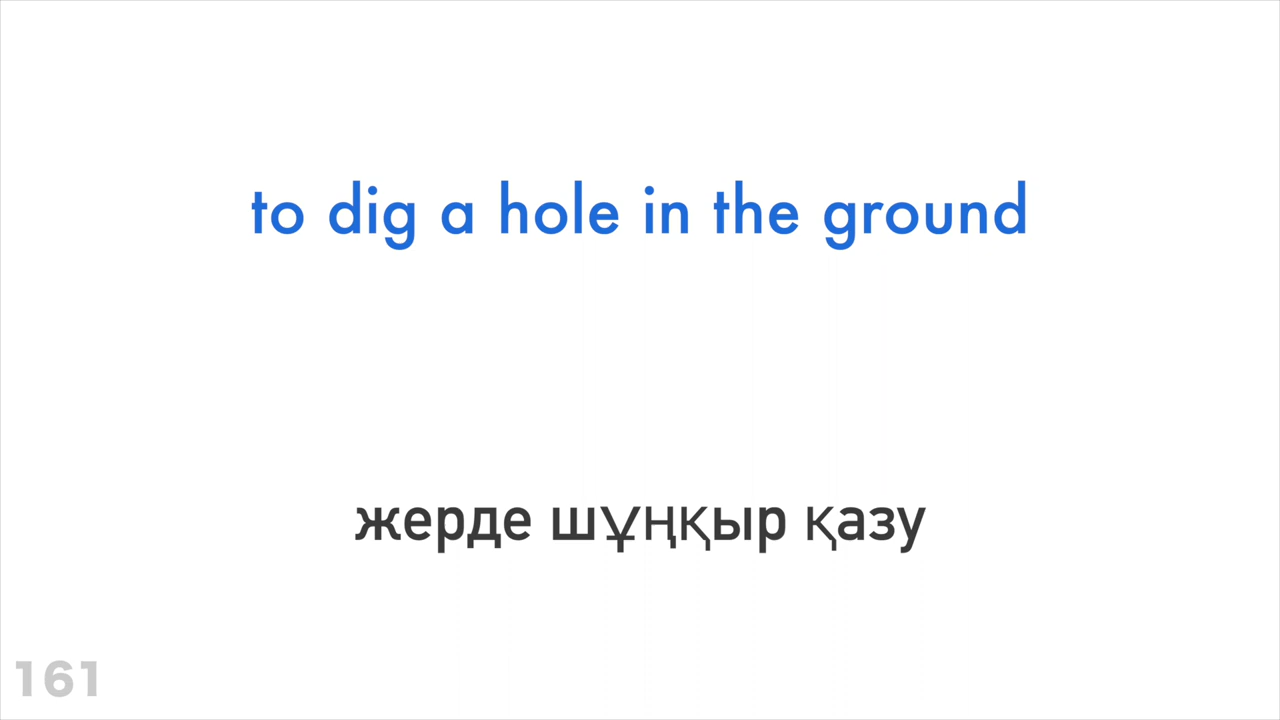 to dig a hole in the ground
жерде шұңқыр қазу
161